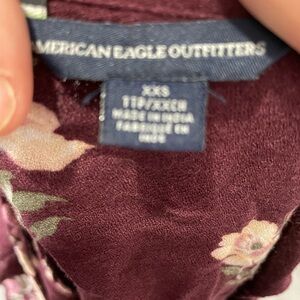 AMERICAN EAGLE OUTFITTERS
XXS
TTP/XXCH
MADE IN INDIA
FABRIQUÉ EN
INDE